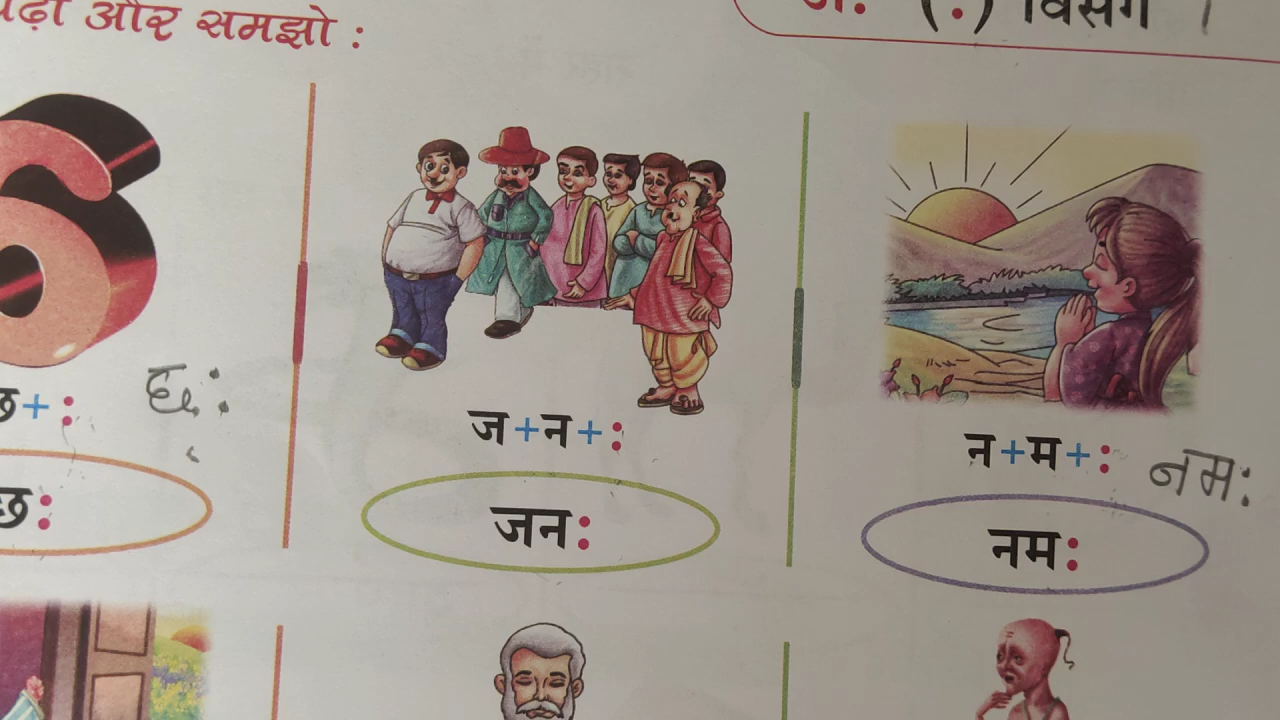 पढ़ो और समझो :
अः (ः) विसर्ग
छ+ः छः
ज+न+ः
न+म+ः नमः
छः
जनः
नमः